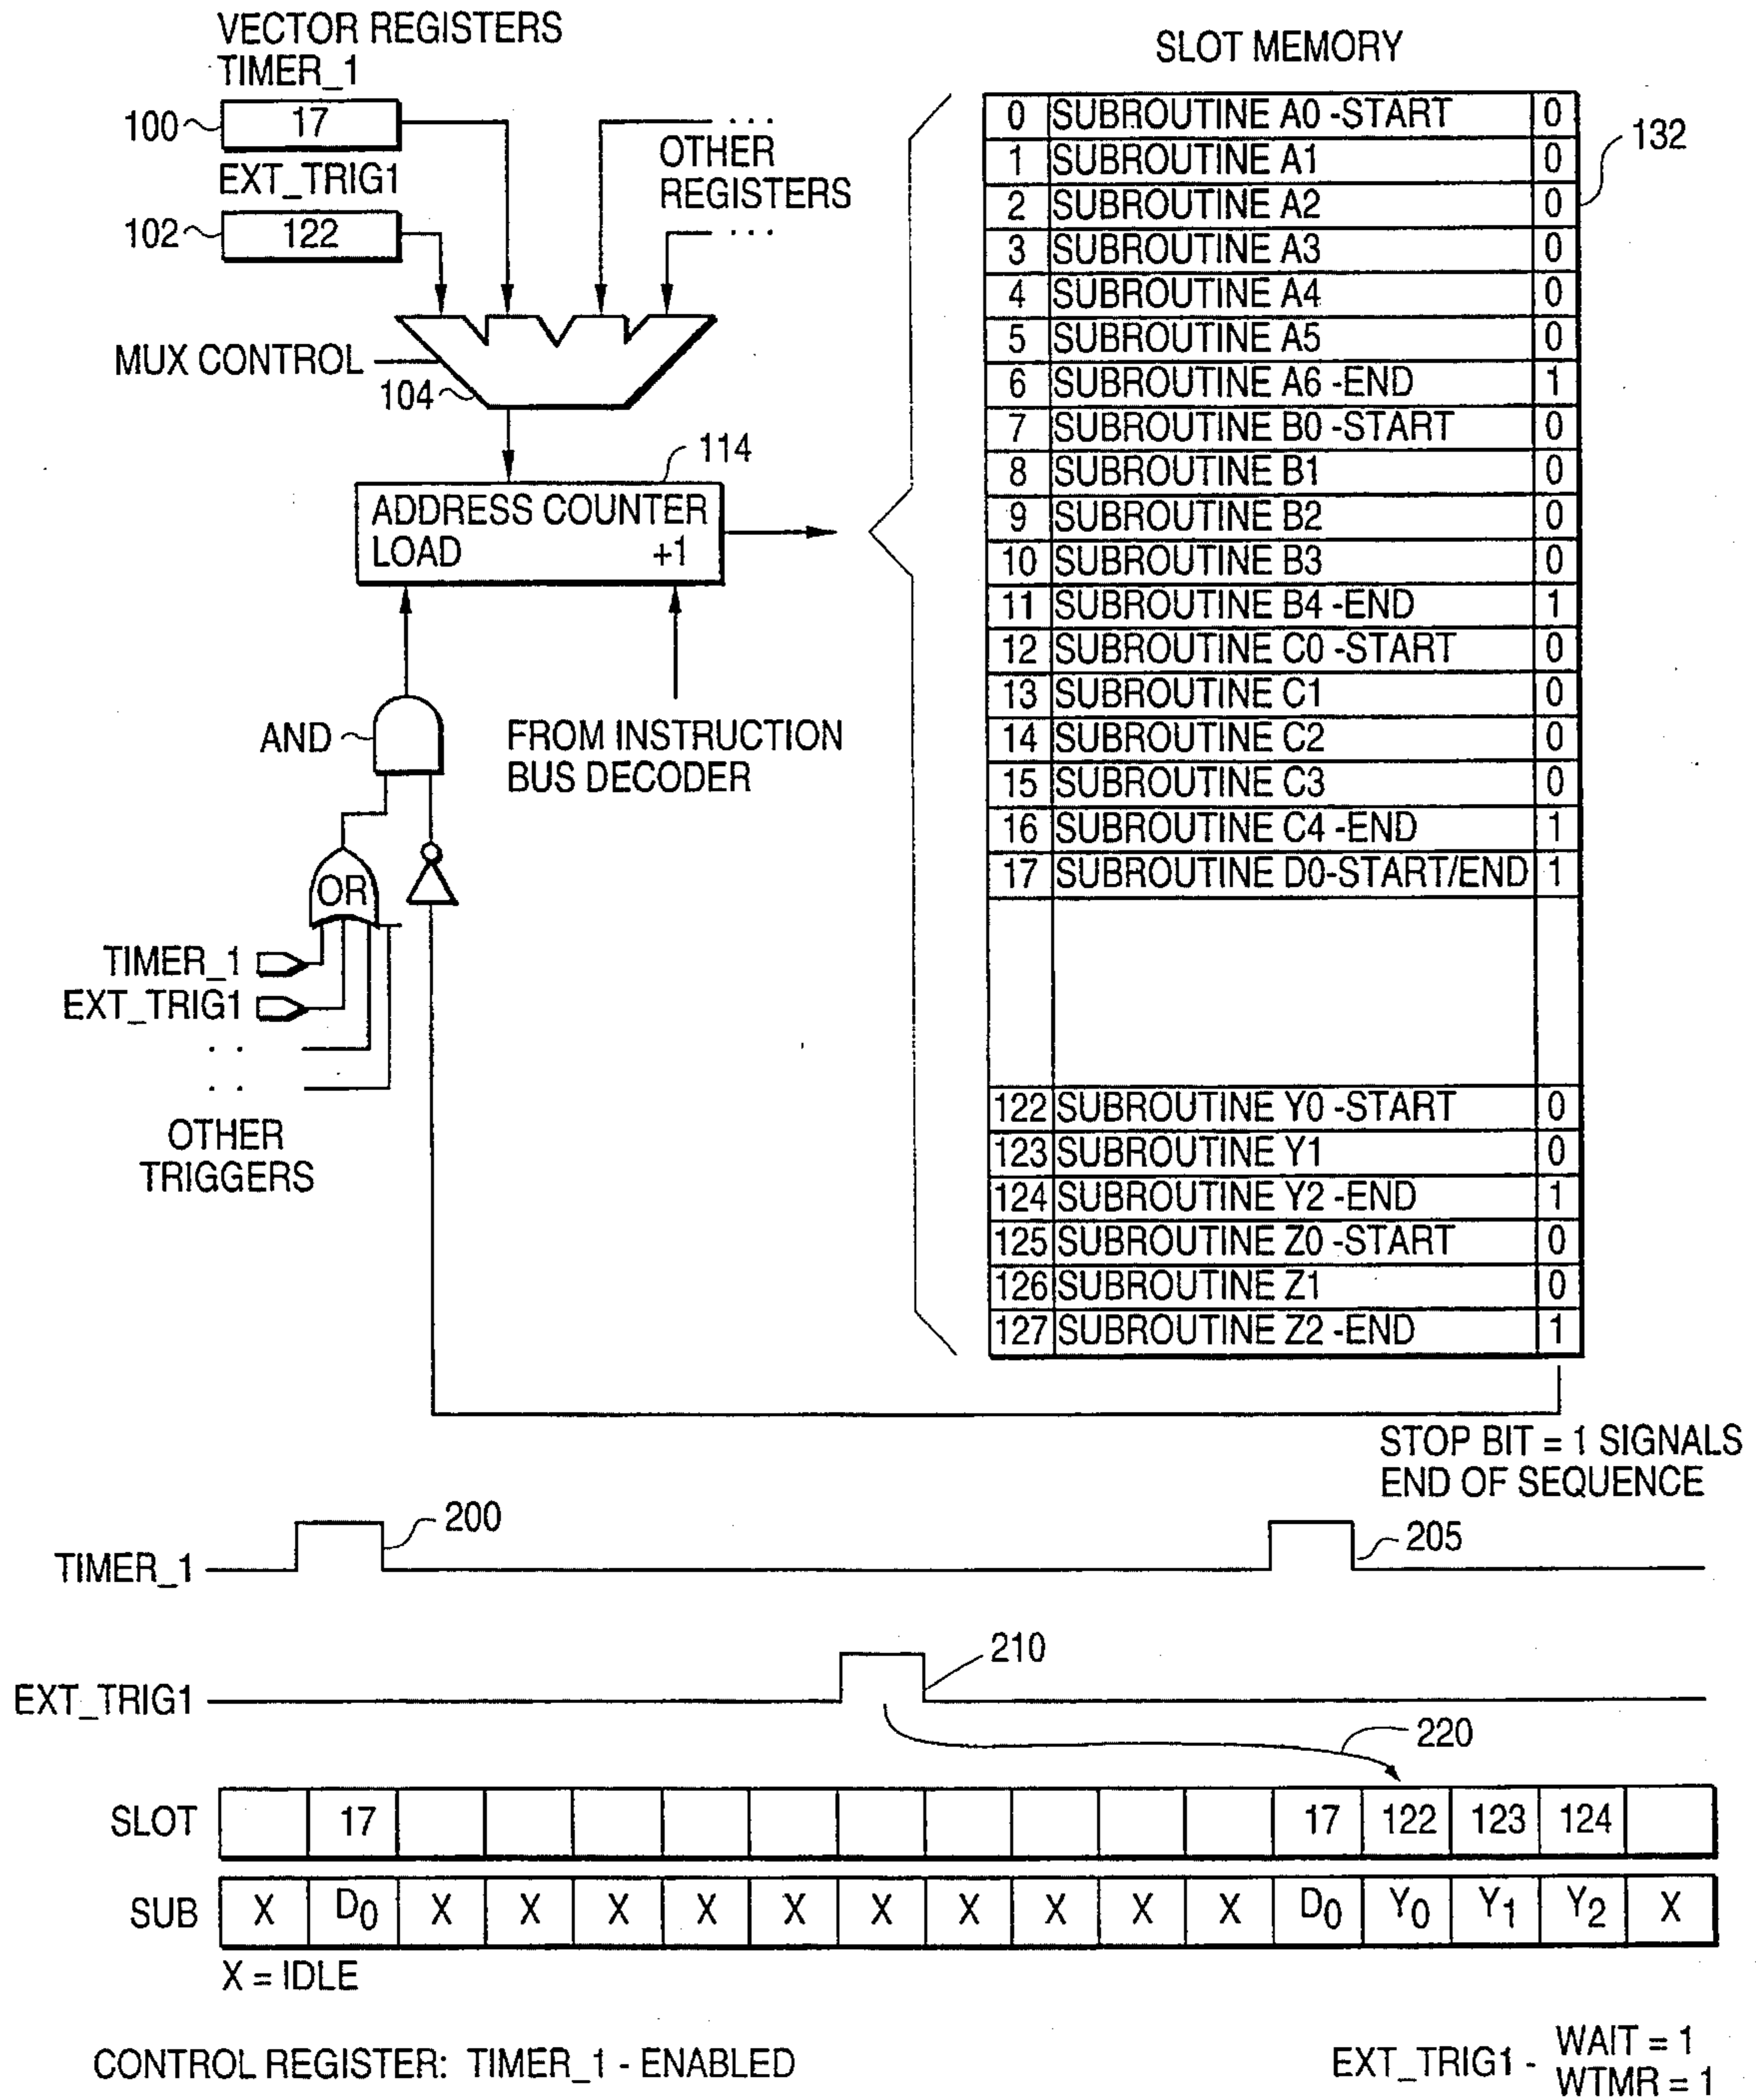 VECTOR REGISTERS
TIMER_1
100
17
EXT_TRIG1
102
122
OTHER
REGISTERS
MUX CONTROL
104
114
ADDRESS COUNTER
LOAD +1
AND
FROM INSTRUCTION
BUS DECODER
OR
TIMER_1
EXT_TRIG1
OTHER
TRIGGERS
SLOT MEMORY
132
0 SUBROUTINE A0 -START 0
1 SUBROUTINE A1 0
2 SUBROUTINE A2 0
3 SUBROUTINE A3 0
4 SUBROUTINE A4 0
5 SUBROUTINE A5 0
6 SUBROUTINE A6 -END 1
7 SUBROUTINE B0 -START 0
8 SUBROUTINE B1 0
9 SUBROUTINE B2 0
10 SUBROUTINE B3 0
11 SUBROUTINE B4 -END 1
12 SUBROUTINE C0 -START 0
13 SUBROUTINE C1 0
14 SUBROUTINE C2 0
15 SUBROUTINE C3 0
16 SUBROUTINE C4 -END 1
17 SUBROUTINE D0-START/END 1
122 SUBROUTINE Y0 -START 0
123 SUBROUTINE Y1 0
124 SUBROUTINE Y2 -END 1
125 SUBROUTINE Z0 -START 0
126 SUBROUTINE Z1 0
127 SUBROUTINE Z2 -END 1
STOP BIT = 1 SIGNALS
END OF SEQUENCE
TIMER_1 200 205
EXT_TRIG1 210
220
SLOT 17 17 122 123 124
SUB X D0 X X X X X X X X X X D0 Y0 Y1 Y2 X
X = IDLE
CONTROL REGISTER: TIMER_1 - ENABLED
EXT_TRIG1 - WAIT = 1
WTMR = 1